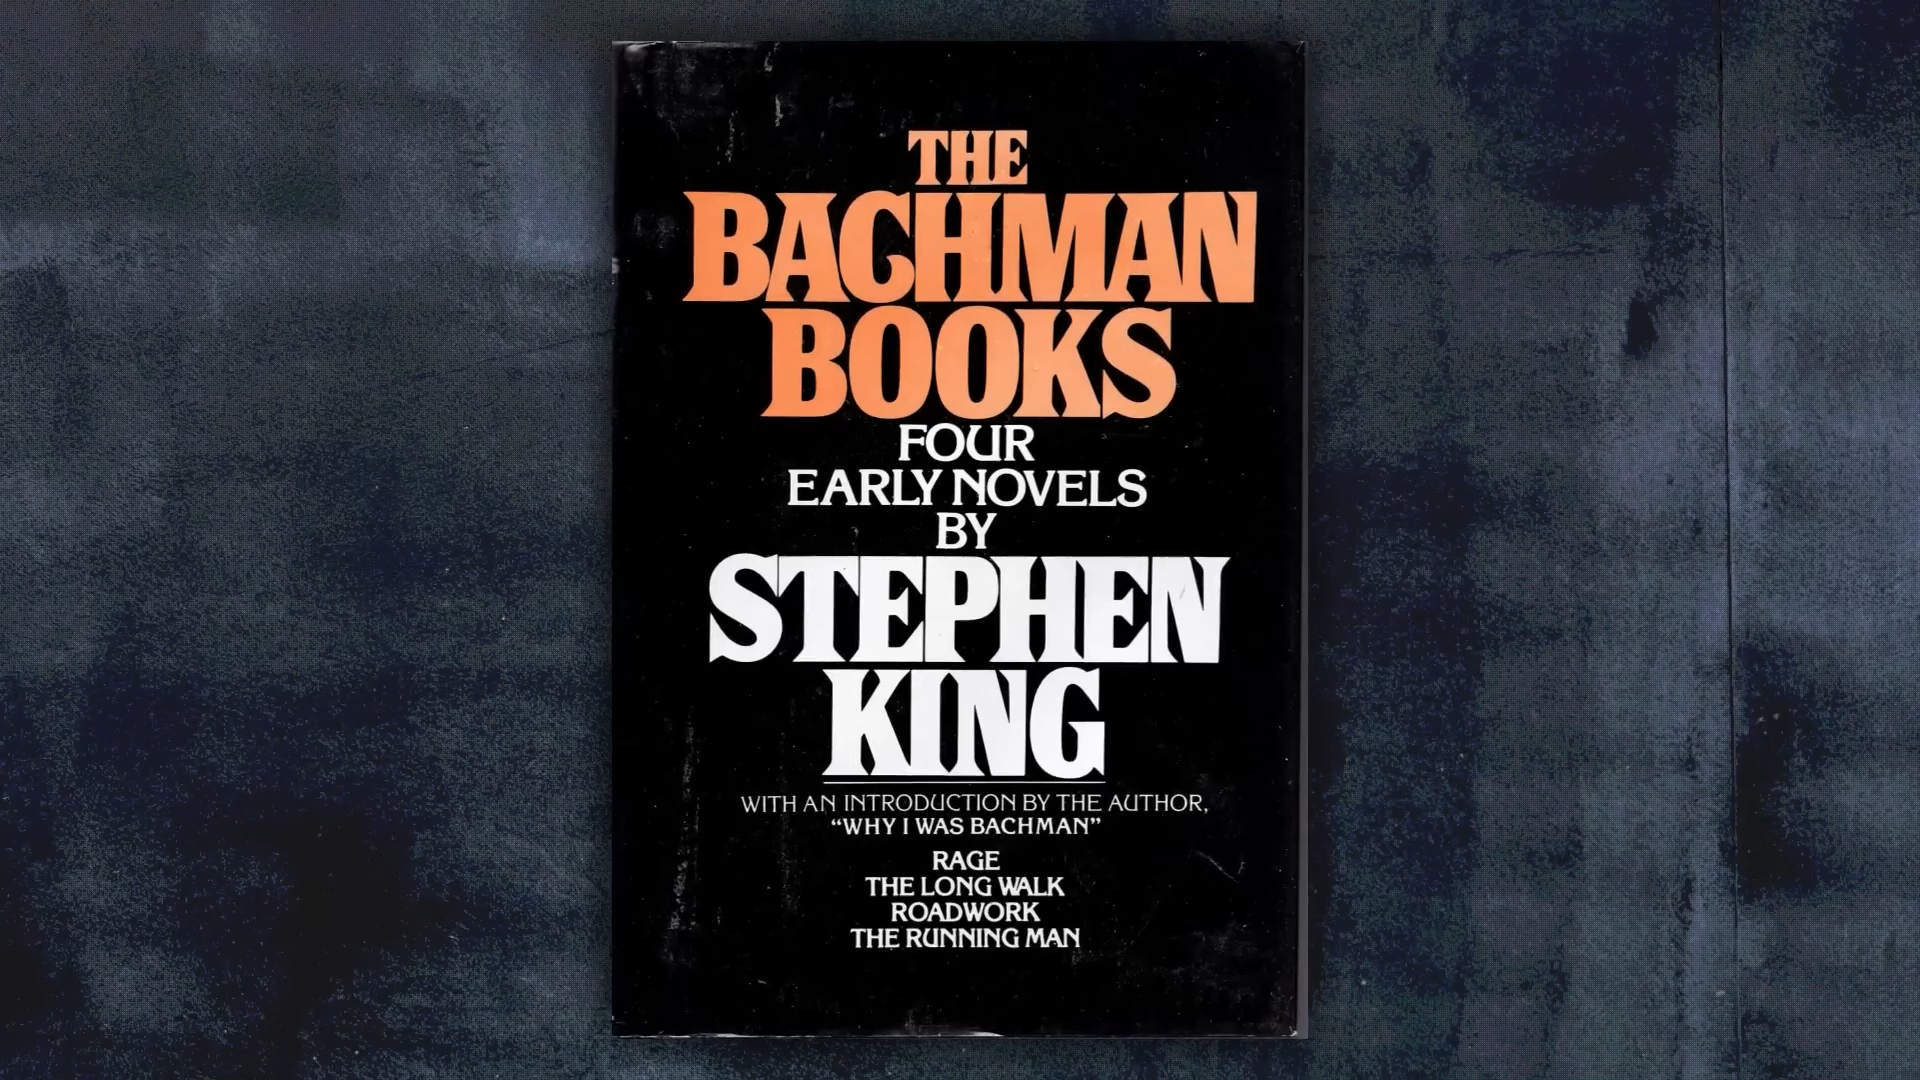 THE
BACHMAN
BOOKS
FOUR
EARLY NOVELS
BY
STEPHEN
KING
WITH AN INTRODUCTION BY THE AUTHOR,
“WHY I WAS BACHMAN”
RAGE
THE LONG WALK
ROADWORK
THE RUNNING MAN